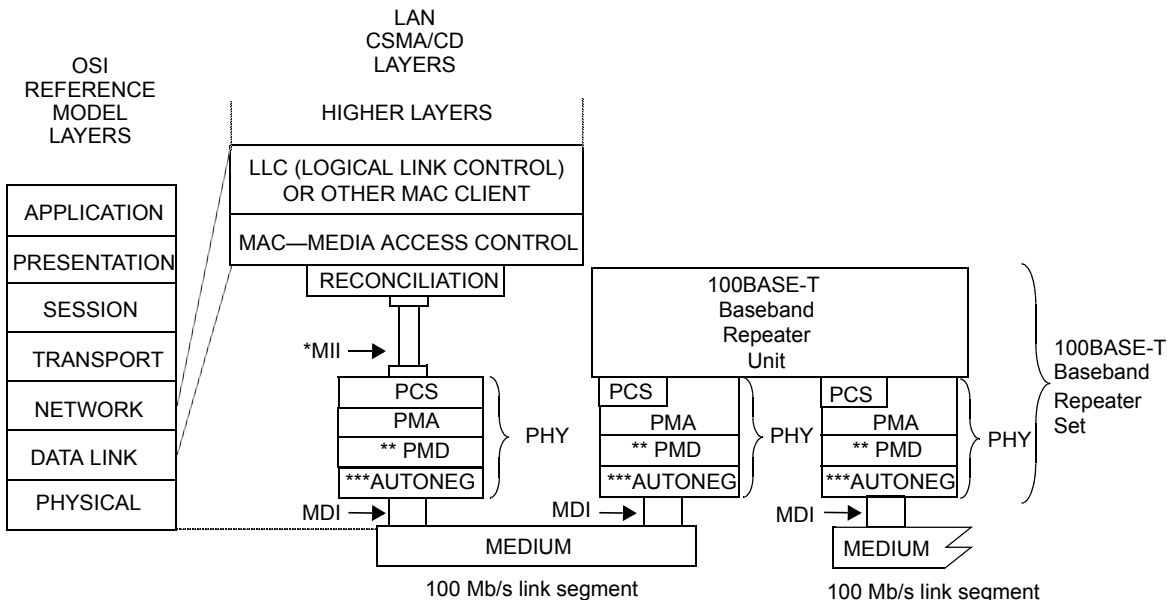 LAN
CSMA/CD
LAYERS
OSI
REFERENCE
MODEL
LAYERS
HIGHER LAYERS
LLC (LOGICAL LINK CONTROL)
OR OTHER MAC CLIENT
MAC—MEDIA ACCESS CONTROL
RECONCILIATION
APPLICATION
PRESENTATION
SESSION
TRANSPORT
NETWORK
DATA LINK
PHYSICAL
*MII
PCS
PMA
** PMD
***AUTONEG
PHY
MDI
100BASE-T
Baseband
Repeater
Unit
PCS
PMA
** PMD
***AUTONEG
PHY
MDI
PCS
PMA
** PMD
***AUTONEG
PHY
MDI
100BASE-T
Baseband
Repeater
Set
MEDIUM
100 Mb/s link segment
MEDIUM
100 Mb/s link segment